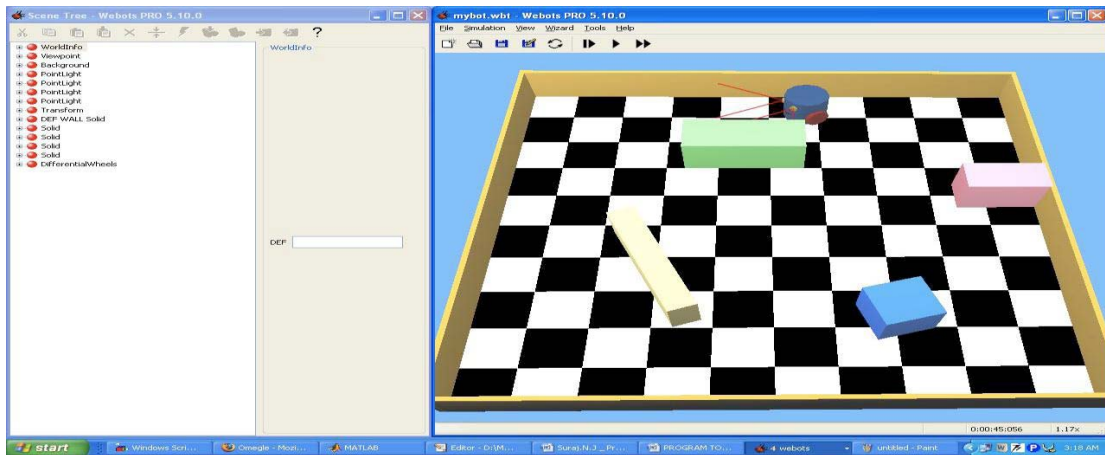 Scene Tree - Webots PRO 5.10.0
WorldInfo
Viewpoint
Background
PointLight
PointLight
PointLight
PointLight
Transform
DEF WALL Solid
Solid
Solid
Solid
Solid
DifferentialWheels
WorldInfo
DEF
mybot.wbt - Webots PRO 5.10.0
File Simulation View Wizard Tools Help
0:00:45:056 1.17x
start Windows Scri... Omegle - Mozi... MATLAB Editor - D:\M... Suraj.N.J _ Pr... PROGRAM TO... 4 webots untitled - Paint 3:18 AM